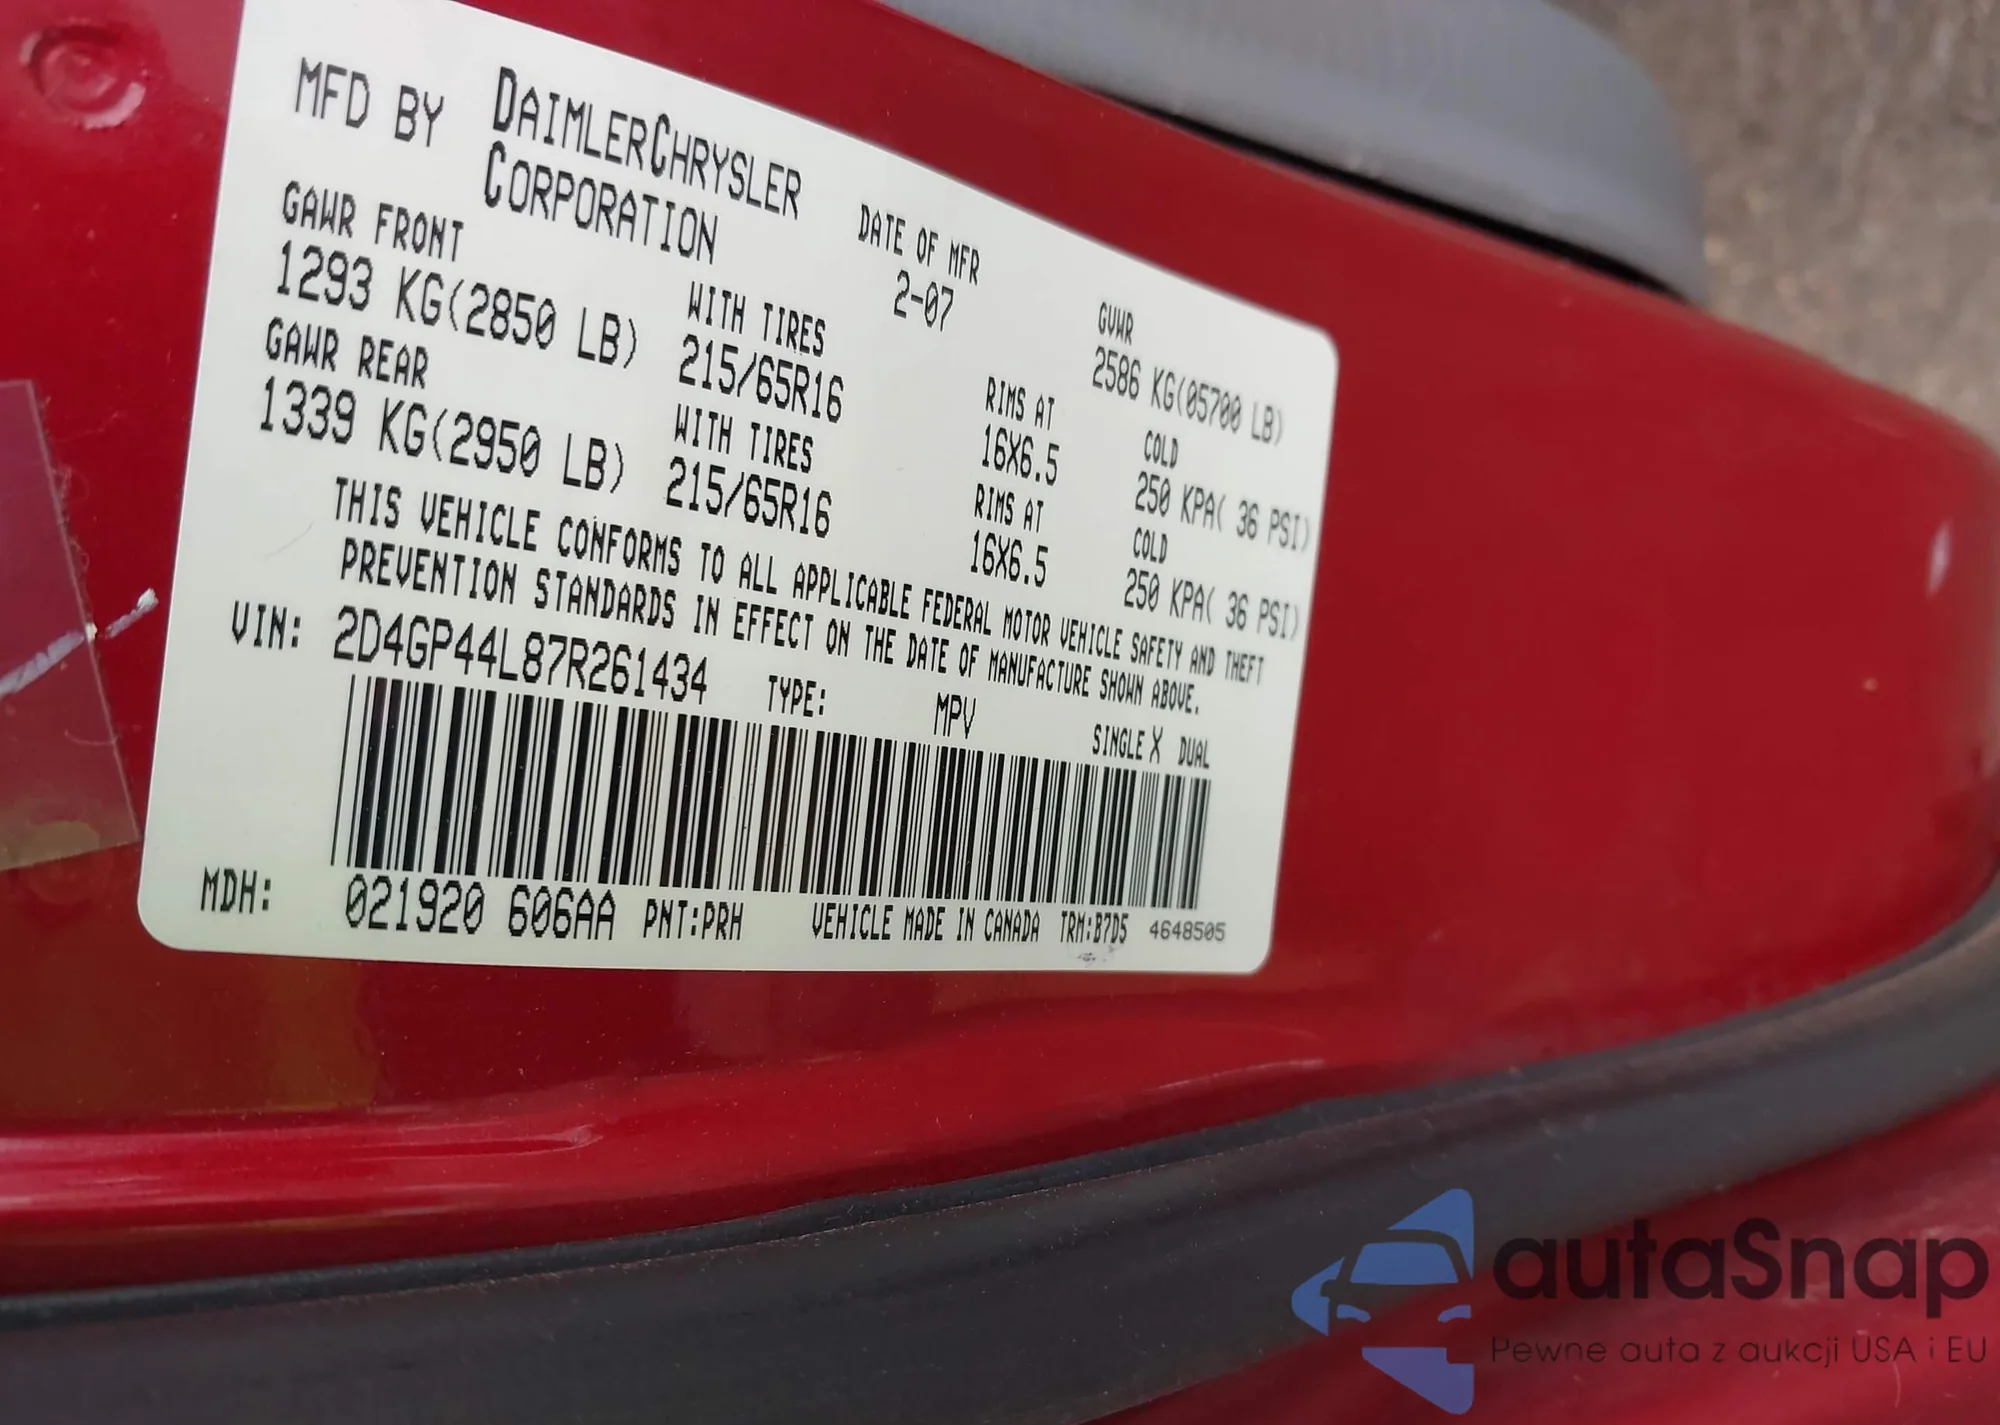 MFD BY DAIMLERCHRYSLER
CORPORATION
DATE OF MFR
2-07
GVWR
2586 KG(05700 LB)
GAWR FRONT
1293 KG(2850 LB)
WITH TIRES
215/65R16
RIMS AT
16X6.5
COLD
250 KPA( 36 PSI)
GAWR REAR
1339 KG(2950 LB)
WITH TIRES
215/65R16
RIMS AT
16X6.5
COLD
250 KPA( 36 PSI)
THIS VEHICLE CONFORMS TO ALL APPLICABLE FEDERAL MOTOR VEHICLE SAFETY AND THEFT
PREVENTION STANDARDS IN EFFECT ON THE DATE OF MANUFACTURE SHOWN ABOVE.
VIN: 2D4GP44L87R261434 TYPE: MPV SINGLE X DUAL
MDH: 021920 606AA PNT:PRH VEHICLE MADE IN CANADA TRM:B7D5 4648505
autaSnap
Pewne auta z aukcji USA i EU